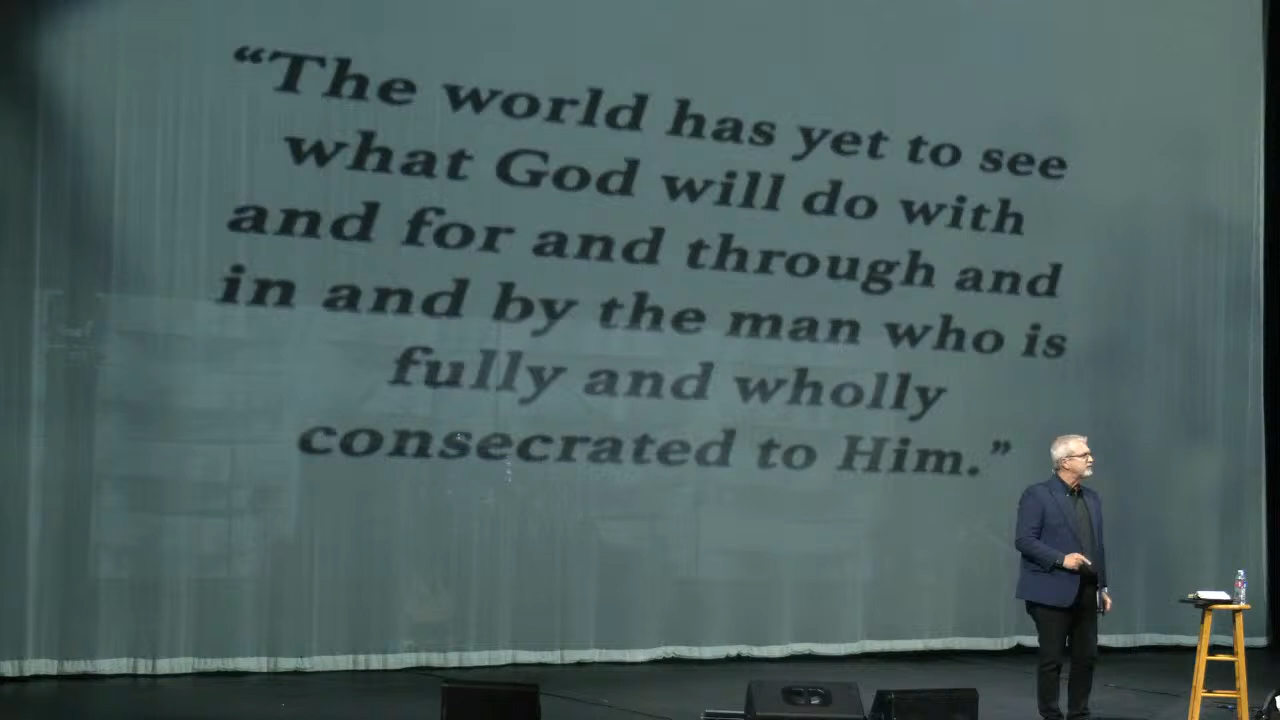 “The world has yet to see
what God will do with
and for and through and
in and by the man who is
fully and wholly
consecrated to Him.”